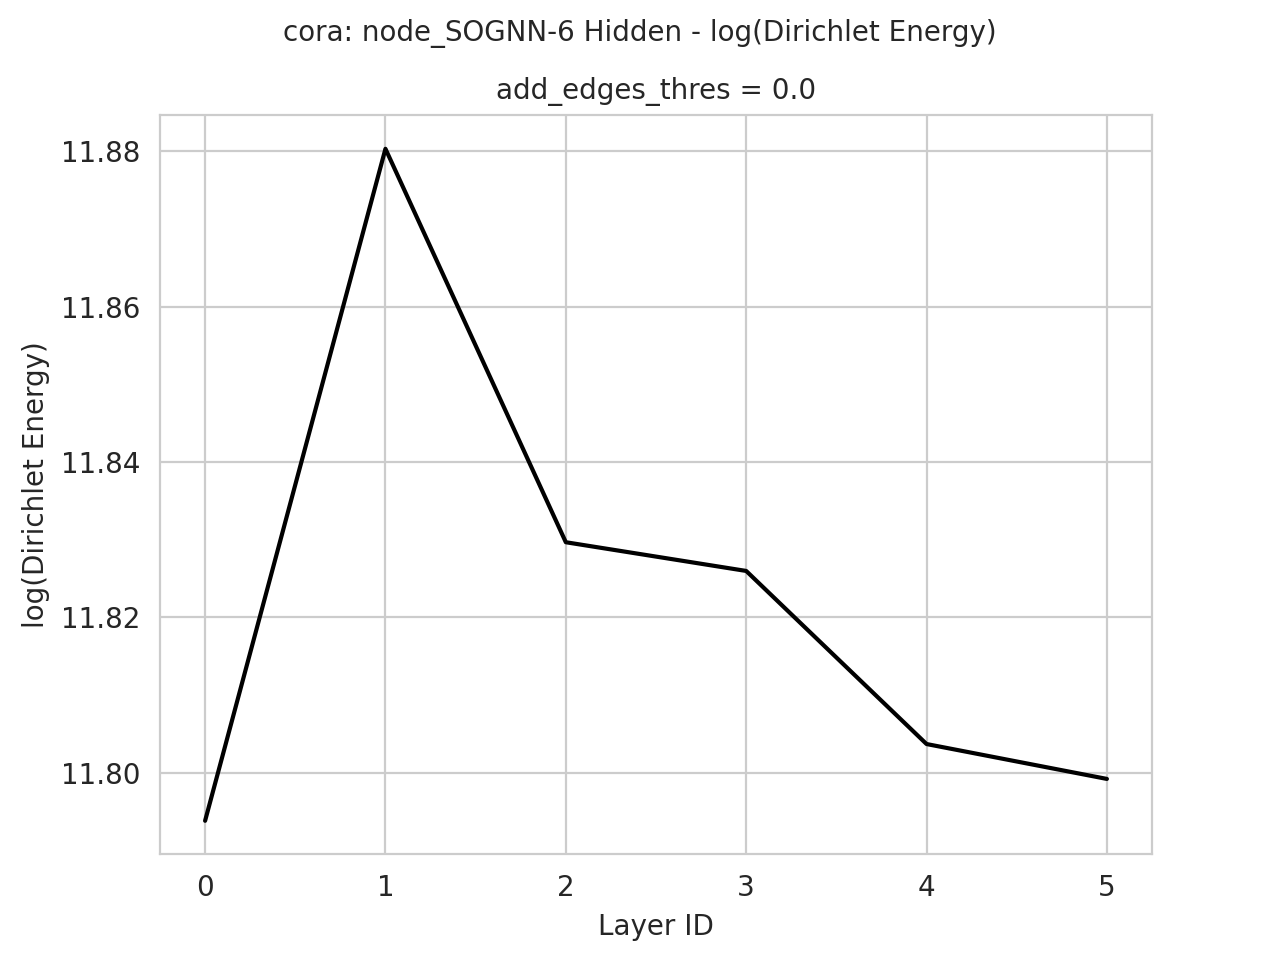 cora: node_SOGNN-6 Hidden - log(Dirichlet Energy)
add_edges_thres = 0.0
11.88
11.86
11.84
11.82
11.80
log(Dirichlet Energy)
0 1 2 3 4 5
Layer ID